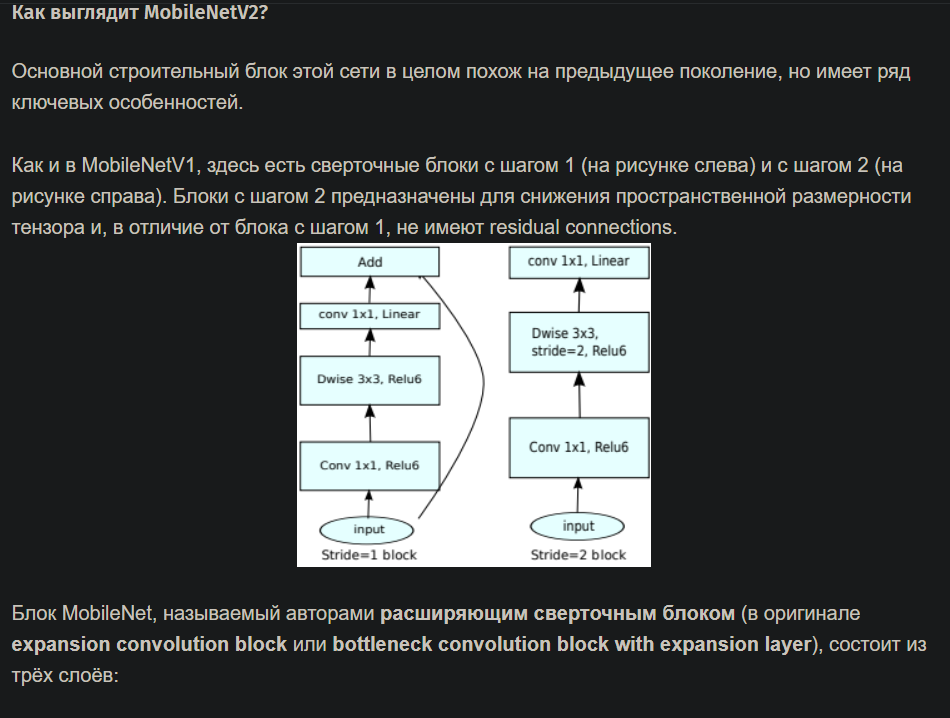 Как выглядит MobileNetV2?
Основной строительный блок этой сети в целом похож на предыдущее поколение, но имеет ряд
ключевых особенностей.
Как и в MobileNetV1, здесь есть сверточные блоки с шагом 1 (на рисунке слева) и с шагом 2 (на
рисунке справа). Блоки с шагом 2 предназначены для снижения пространственной размерности
тензора и, в отличие от блока с шагом 1, не имеют residual connections.
Add
conv 1x1, Linear
Dwise 3x3, Relu6
Conv 1x1, Relu6
input
Stride=1 block
conv 1x1, Linear
Dwise 3x3,
stride=2, Relu6
Conv 1x1, Relu6
input
Stride=2 block
Блок MobileNet, называемый авторами расширяющим сверточным блоком (в оригинале
expansion convolution block или bottleneck convolution block with expansion layer), состоит из
трёх слоёв: